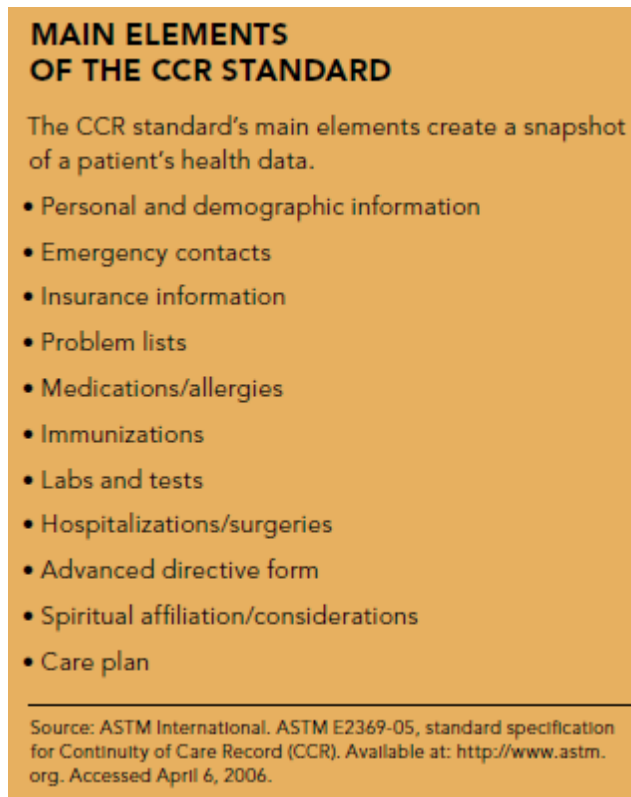 MAIN ELEMENTS
OF THE CCR STANDARD
The CCR standard's main elements create a snapshot
of a patient's health data.
• Personal and demographic information
• Emergency contacts
• Insurance information
• Problem lists
• Medications/allergies
• Immunizations
• Labs and tests
• Hospitalizations/surgeries
• Advanced directive form
• Spiritual affiliation/considerations
• Care plan
Source: ASTM International. ASTM E2369-05, standard specification
for Continuity of Care Record (CCR). Available at: http://www.astm.
org. Accessed April 6, 2006.